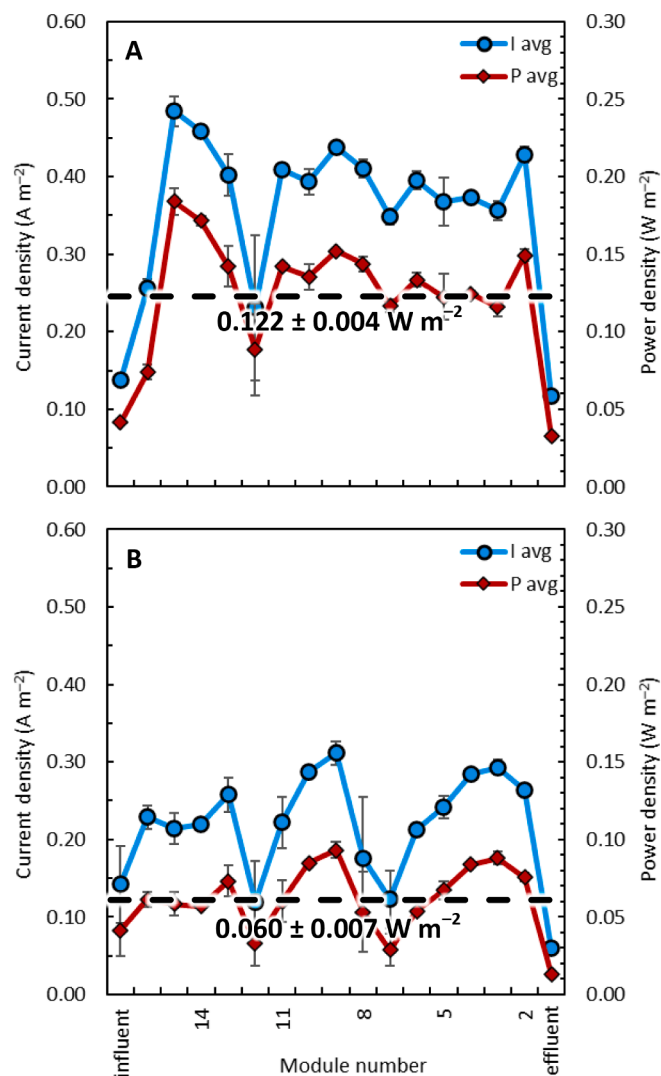 A
I avg
P avg
Current density (A m⁻²)
0.60
0.50
0.40
0.30
0.20
0.10
0.00
0.30
0.25
0.20
0.15
0.10
0.05
0.00
Power density (W m⁻²)
0.122 ± 0.004 W m⁻²
B
I avg
P avg
Current density (A m⁻²)
0.60
0.50
0.40
0.30
0.20
0.10
0.00
0.30
0.25
0.20
0.15
0.10
0.05
0.00
Power density (W m⁻²)
0.060 ± 0.007 W m⁻²
influent
14
11
8
5
2
effluent
Module number